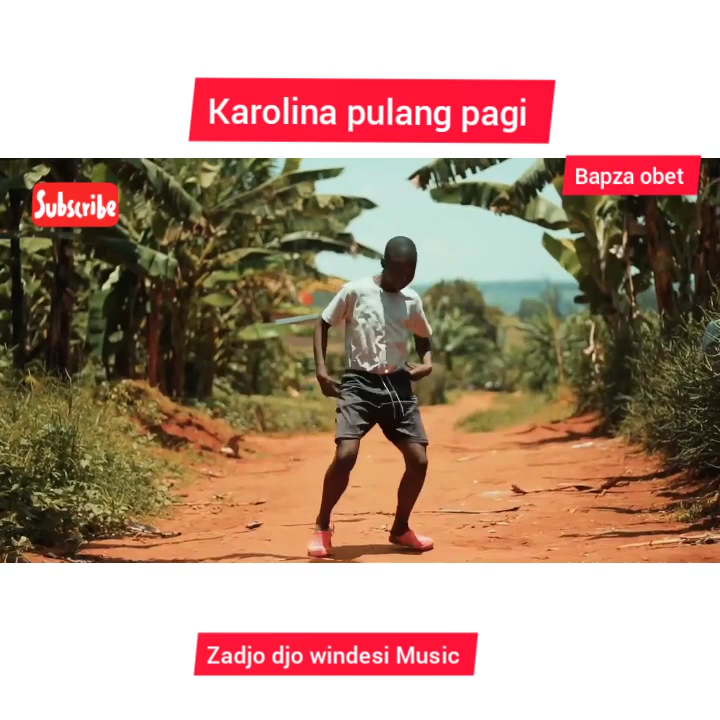 Karolina pulang pagi
Bapza obet
Subscribe
Zadjo djo windesi Music